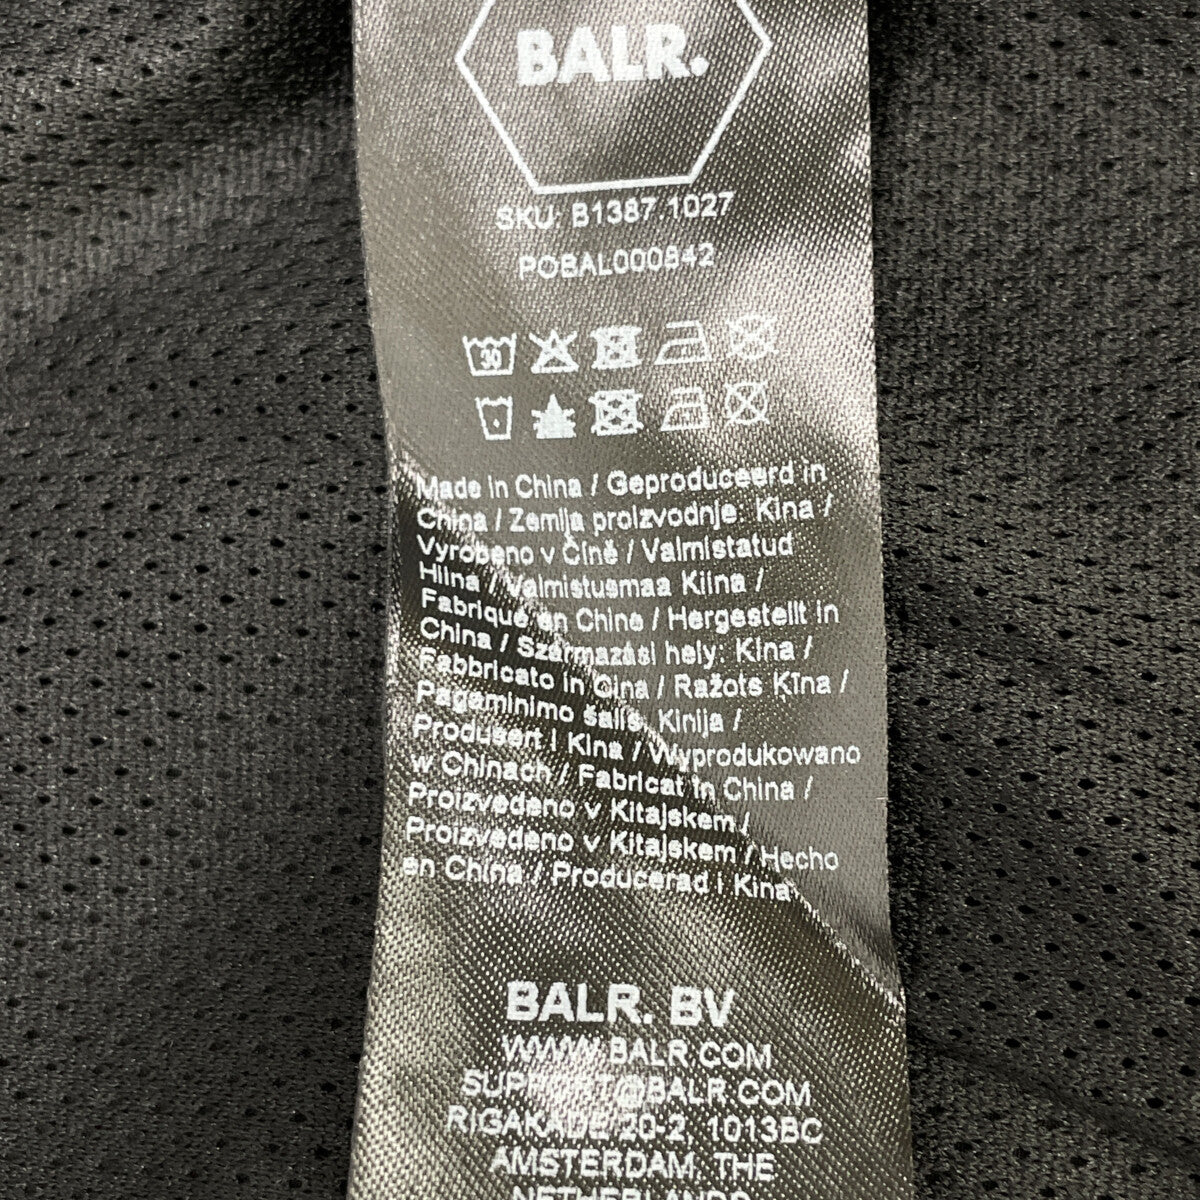 BALR.
SKU: B1387.1027
POBAL000842
30
Made in China / Geproduceerd in
China / Zemlja proizvodnje: Kina /
Vyrobeno v Číně / Valmistatud
Hiina / Valmistusmaa Kiina /
Fabriqué en Chine / Hergestellt in
China / Származási hely: Kína /
Fabbricato in Cina / Ražots Ķīna /
Pagaminimo šalis: Kinija /
Produsert i Kina / Wyprodukowano
w Chinach / Fabricat în China /
Proizvedeno v Kitajskem /
Proizvedeno v Kitajskem / Hecho
en China / Producerad i Kina
BALR. BV
WWW.BALR.COM
SUPPORT@BALR.COM
RIGAKADE 20-2, 1013BC
AMSTERDAM, THE
NETHERLANDS